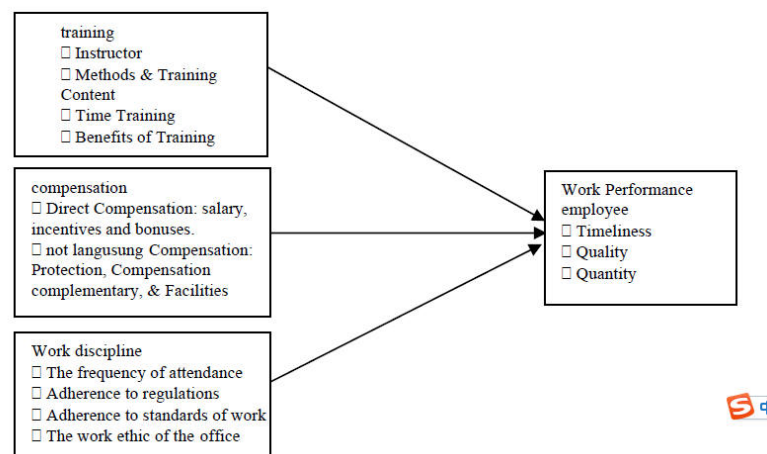 training
□ Instructor
□ Methods & Training
Content
□ Time Training
□ Benefits of Training
compensation
□ Direct Compensation: salary,
incentives and bonuses.
□ not langusung Compensation:
Protection, Compensation
complementary, & Facilities
Work discipline
□ The frequency of attendance
□ Adherence to regulations
□ Adherence to standards of work
□ The work ethic of the office
Work Performance
employee
□ Timeliness
□ Quality
□ Quantity
S